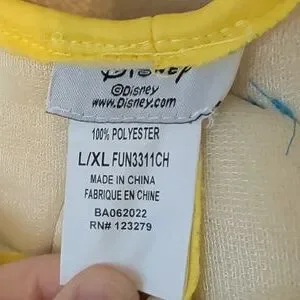 Disney
©Disney
www.Disney.com
100% POLYESTER
L/XL FUN3311CH
MADE IN CHINA
FABRIQUE EN CHINE
BA062022
RN# 123279